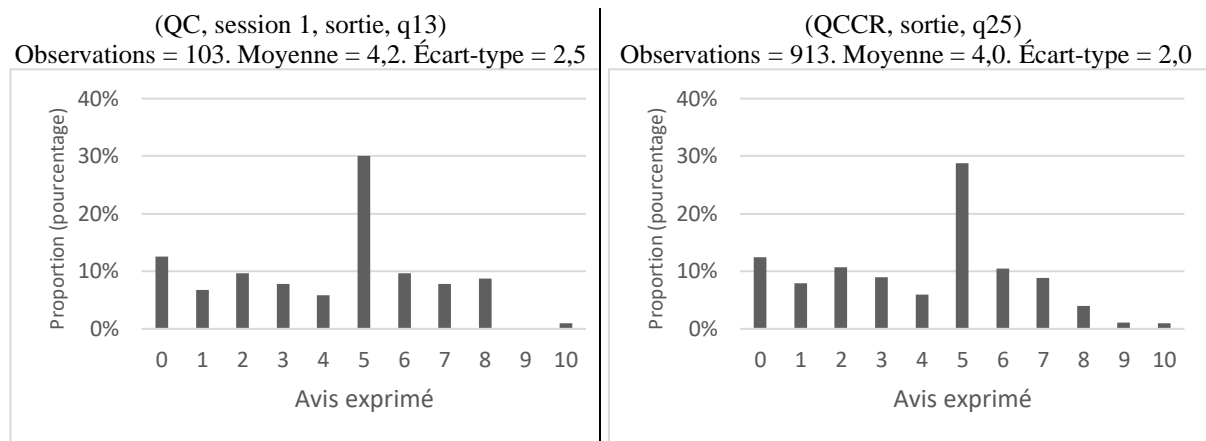 (QC, session 1, sortie, q13)
Observations = 103. Moyenne = 4,2. Écart-type = 2,5
40%
30%
20%
10%
0%
Proportion (pourcentage)
0 1 2 3 4 5 6 7 8 9 10
Avis exprimé
(QCCR, sortie, q25)
Observations = 913. Moyenne = 4,0. Écart-type = 2,0
40%
30%
20%
10%
0%
Proportion (pourcentage)
0 1 2 3 4 5 6 7 8 9 10
Avis exprimé